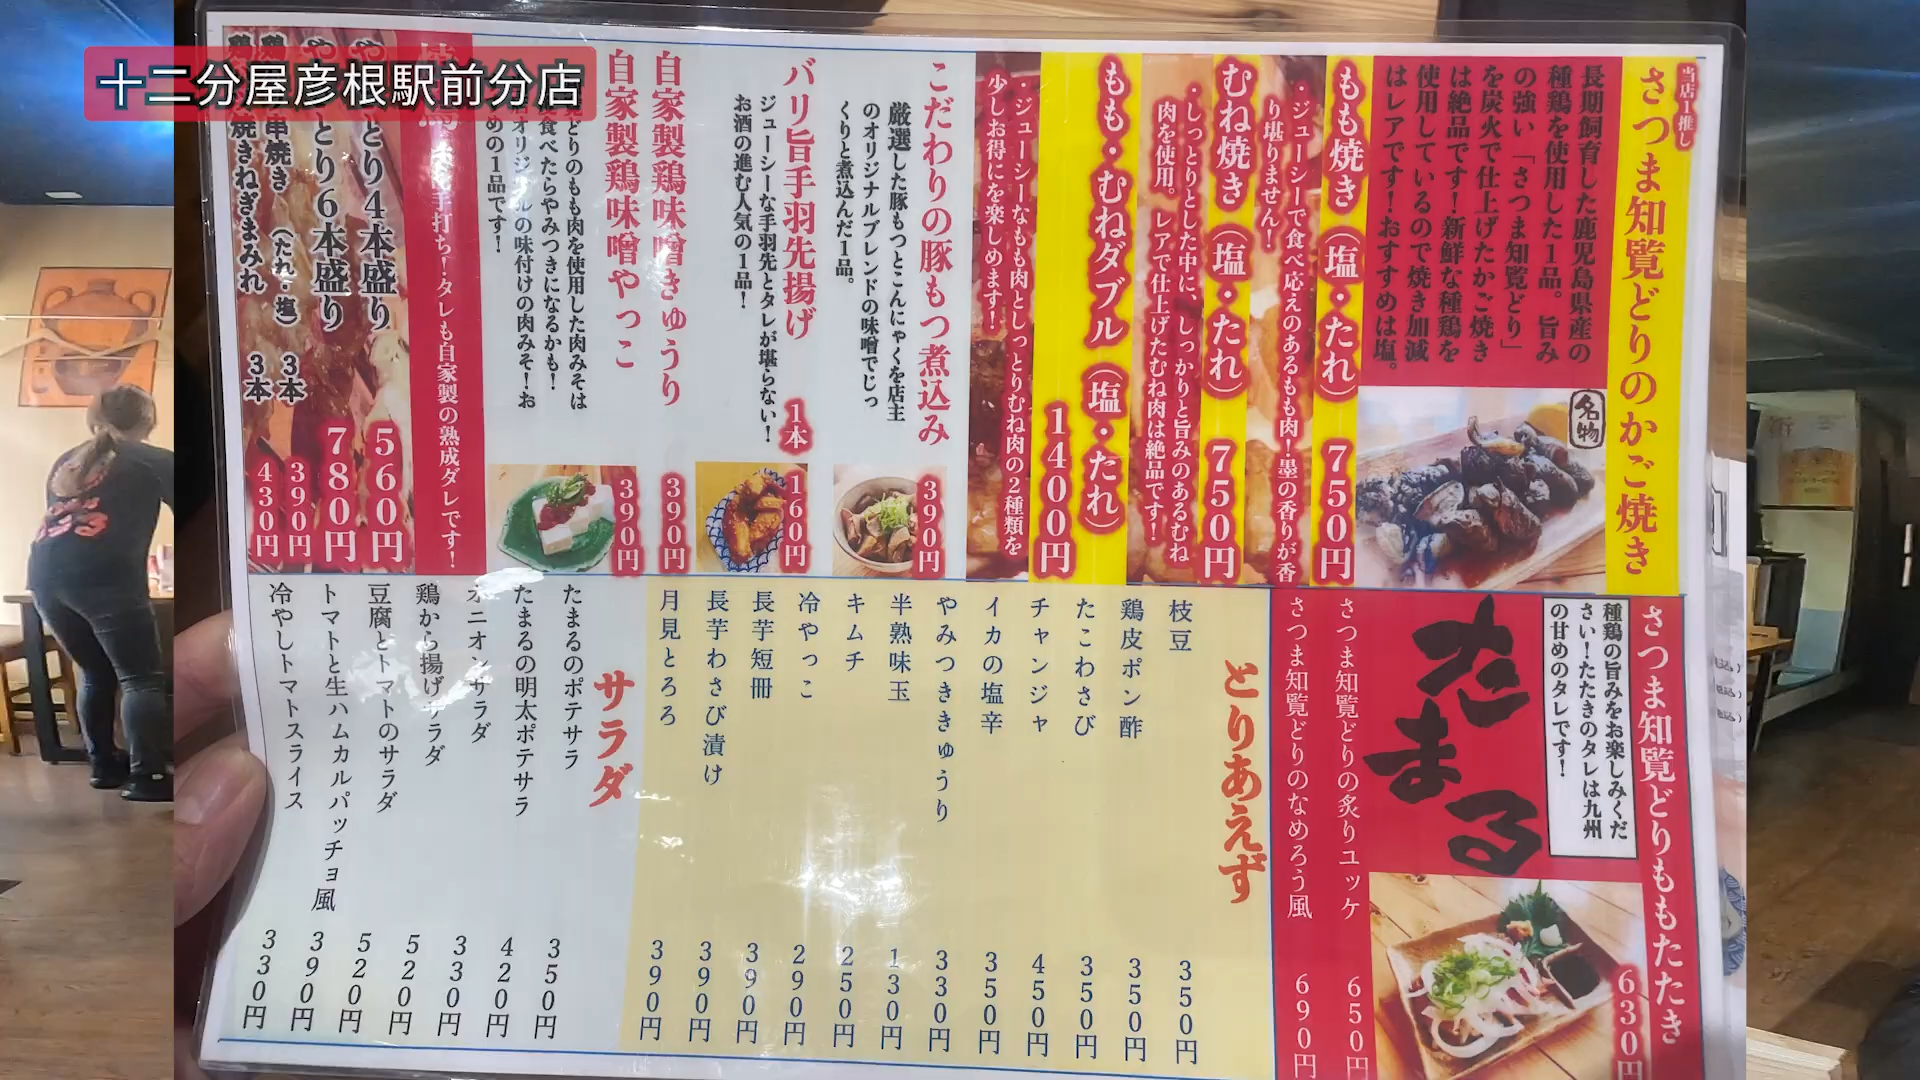 十二分屋彦根駅前分店
当店1推し
さつま知覧どりのかご焼き
長期飼育した鹿児島県産の
種鶏を使用した1品。旨み
の強い「さつま知覧どり」
を炭火で仕上げたかご焼き
は絶品です!新鮮な種鶏を
使用しているので焼き加減
はレアです!おすすめは塩。
名物
もも焼き(塩・たれ) 750円
・ジューシーで食べ応えのあるもも肉!墨の香りが香
り堪りません!
むね焼き(塩・たれ) 750円
・しっとりとした中に、しっかりと旨みのあるむね
肉を使用。レアで仕上げたむね肉は絶品です!
もも・むねダブル(塩・たれ) 1400円
・ジューシーなもも肉としっとりむね肉の2種類を
少しお得にを楽しめます!
こだわりの豚もつ煮込み 390円
厳選した豚もつとこんにゃくを店主
のオリジナルブレンドの味噌でじっ
くりと煮込んだ1品。
バリ旨手羽先揚げ 1本 160円
ジューシーな手羽先とタレが堪らない!
お酒の進む人気の1品!
自家製鶏味噌きゅうり 390円
自家製鶏味噌やっこ 390円
どりのもも肉を使用した肉みそは
食べたらやみつきになるかも!
オリジナルの味付けの肉みそ!お
めの1品です!
手打ち!タレも自家製の熟成ダレです!
とり4本盛り 560円
とり6本盛り 780円
串焼き(たれ・塩) 3本 390円
焼きねぎまみれ 3本 430円
さつま知覧どりももたたき 630円
種鶏の旨みをお楽しみくだ
さい!たたきのタレは九州
の甘めのタレです!
たまる
さつま知覧どりの炙りユッケ 650円
さつま知覧どりのなめろう風 690円
とりあえず
枝豆 350円
鶏皮ポン酢 350円
たこわさび 350円
チャンジャ 450円
イカの塩辛 350円
やみつききゅうり 330円
半熟味玉 130円
キムチ 250円
冷やっこ 290円
長芋短冊 390円
長芋わさび漬け 390円
月見とろろ 390円
サラダ
たまるのポテサラ 350円
たまるの明太ポテサラ 420円
オニオンサラダ 330円
鶏から揚げサラダ 520円
豆腐とトマトのサラダ 520円
トマトと生ハムカルパッチョ風 390円
冷やしトマトスライス 330円